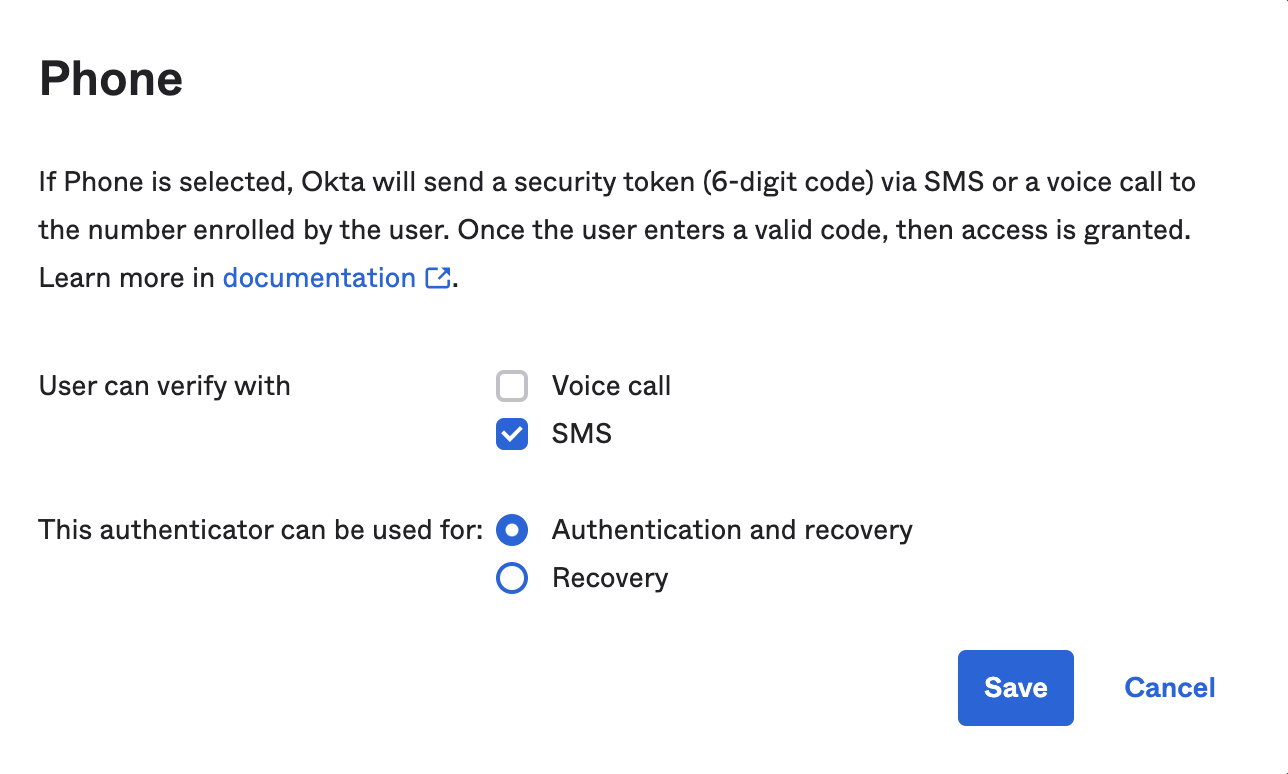 Phone
If Phone is selected, Okta will send a security token (6-digit code) via SMS or a voice call to
the number enrolled by the user. Once the user enters a valid code, then access is granted.
Learn more in documentation.
User can verify with
Voice call
SMS
This authenticator can be used for:
Authentication and recovery
Recovery
Save
Cancel